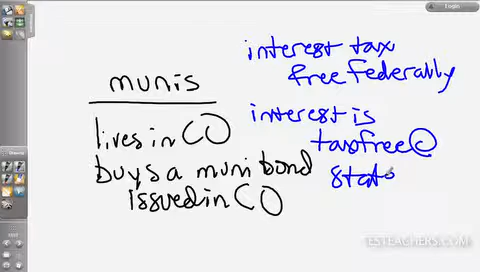 munis
lives in CO
buys a muni bond
issued in CO
interest tax
free federally
interest is
tax free @
state
Login
TESTEACHERS.COM